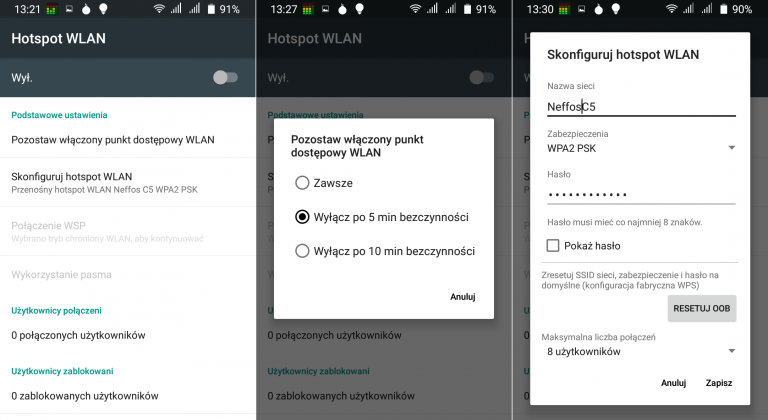 13:21
91%
Hotspot WLAN
Wył.
Podstawowe ustawienia
Pozostaw włączony punkt dostępowy WLAN
Skonfiguruj hotspot WLAN
Przenośny hotspot WLAN Neffos C5 WPA2 PSK
Połączenie WSP
Wybrano tryb chroniony WLAN, aby kontynuować
Wykorzystanie pasma
Użytkownicy połączeni
0 połączonych użytkowników
Użytkownicy zablokowani
0 zablokowanych użytkowników
13:27
91%
Hotspot WLAN
Wył.
Podstawowe ustawienia
Pozostaw włączony punkt
dostępowy WLAN
Zawsze
Wyłącz po 5 min bezczynności
Wyłącz po 10 min bezczynności
Anuluj
Użytkownicy połączeni
0 połączonych użytkowników
Użytkownicy zablokowani
0 zablokowanych użytkowników
13:30
90%
Skonfiguruj hotspot WLAN
Nazwa sieci
NeffosC5
Zabezpieczenia
WPA2 PSK
Hasło
••••••••••••
Hasło musi mieć co najmniej 8 znaków.
Pokaż hasło
Zresetuj SSID sieci, zabezpieczenie i hasło na
domyślne (konfiguracja fabryczna WPS)
RESETUJ OOB
Maksymalna liczba połączeń
8 użytkowników
Anuluj
Zapisz